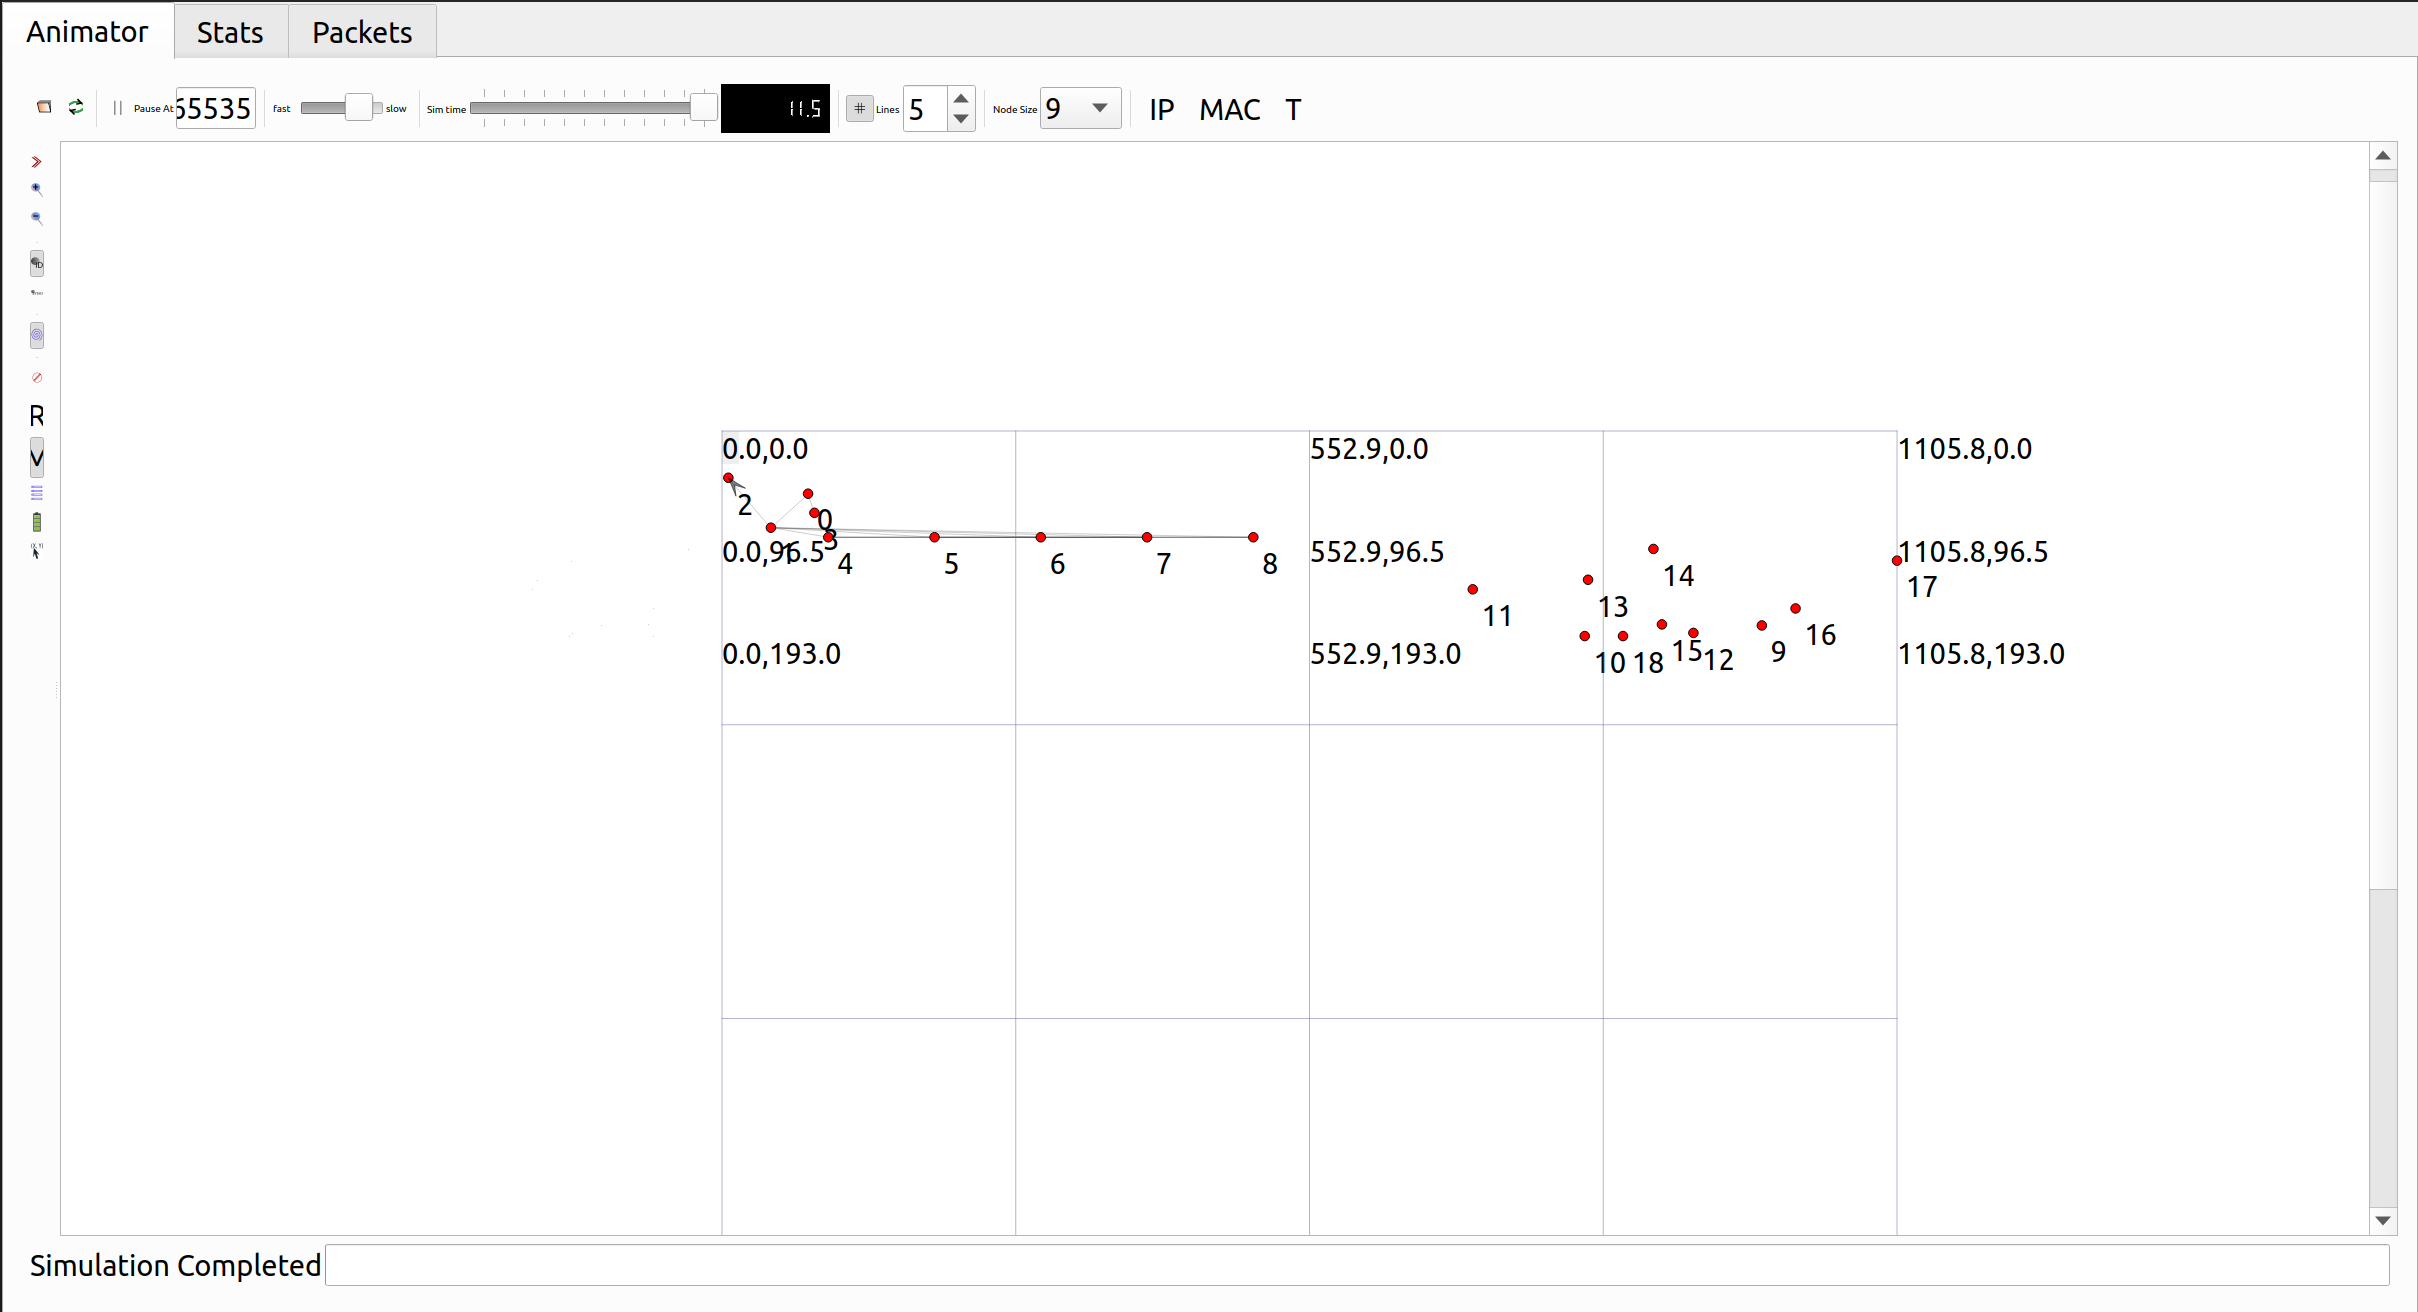 Animator Stats Packets
Pause At 65535 fast slow Sim time 11.5 # Lines 5 Node Size 9 IP MAC T
ID
R
0.0,0.0 552.9,0.0 1105.8,0.0
2
0
3
0.0,96.5 1 4 5 6 7 8 552.9,96.5 14 1105.8,96.5
17
11 13
16
0.0,193.0 552.9,193.0 10 18 15 12 9 1105.8,193.0
Simulation Completed